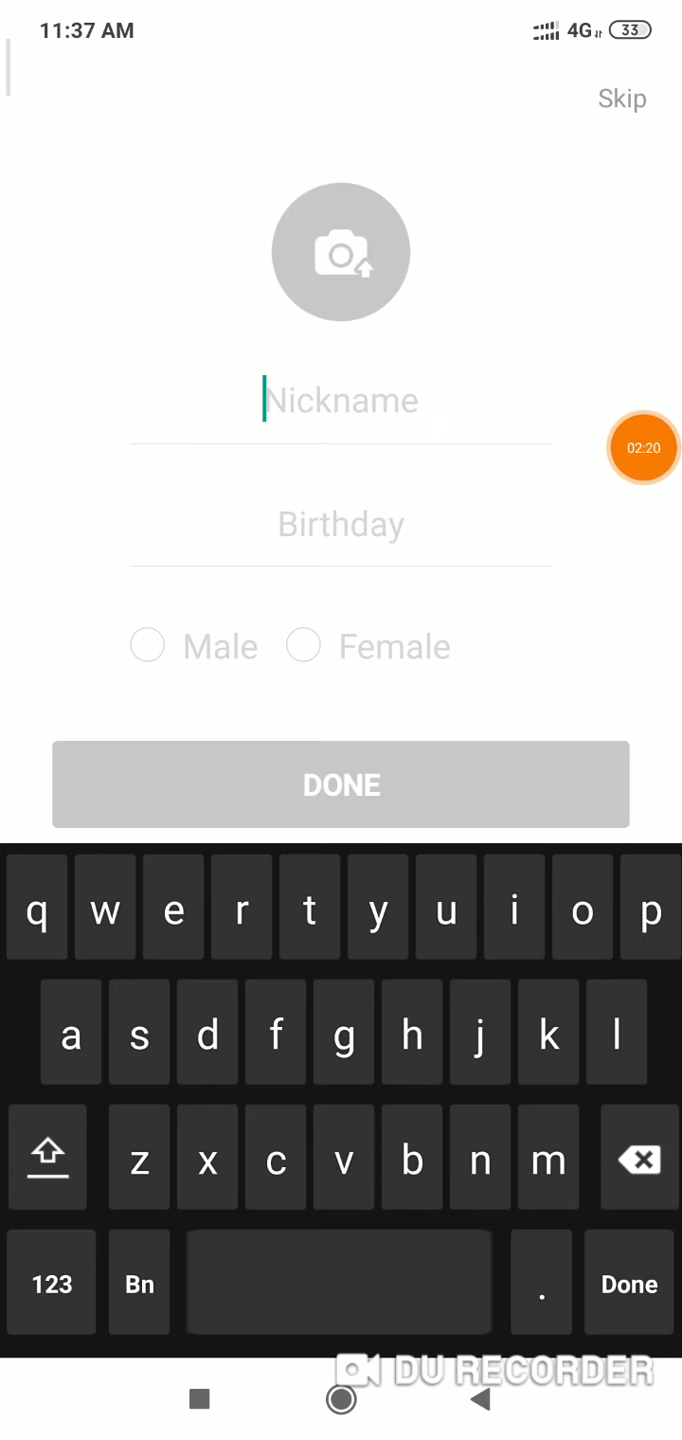 11:37 AM
4G
33
Skip
Nickname
02:20
Birthday
Male
Female
DONE
q w e r t y u i o p
a s d f g h j k l
z x c v b n m
123 Bn . Done
DU RECORDER